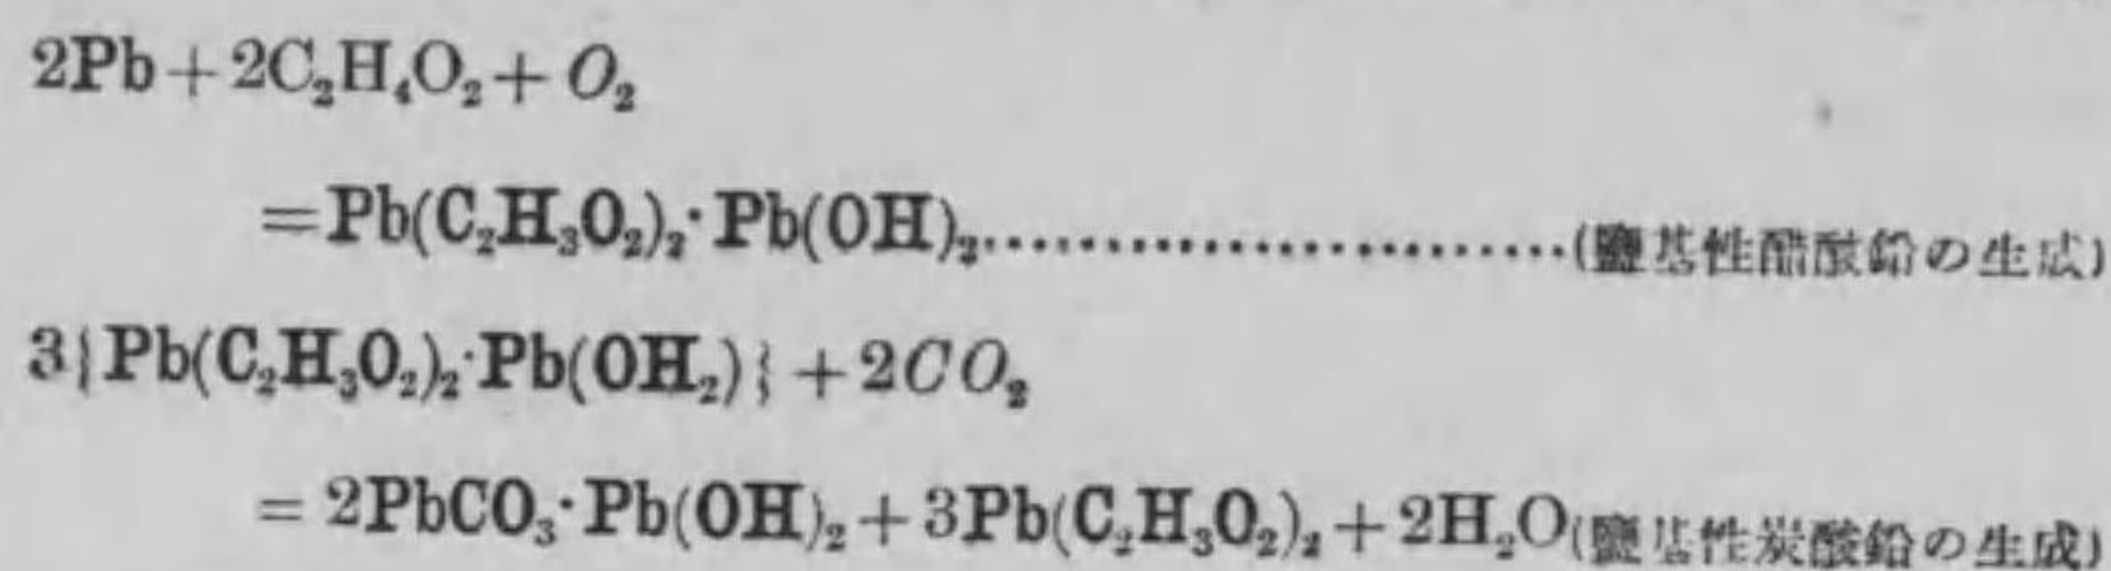 2Pb+2C₂H₄O₂+O₂
=Pb(C₂H₃O₂)₂·Pb(OH)₂……………………(鹽基性醋酸鉛の生成)
3{Pb(C₂H₃O₂)₂·Pb(OH₂)}+2CO₂
=2PbCO₃·Pb(OH)₂+3Pb(C₂H₃O₂)₂+2H₂O(鹽基性炭酸鉛の生成)